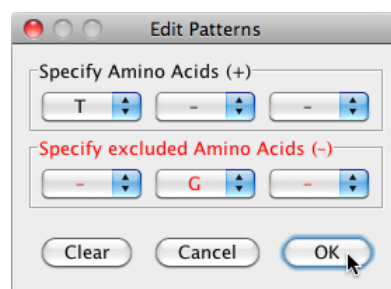 Edit Patterns
Specify Amino Acids (+)
T - -
Specify excluded Amino Acids (-)
- G -
Clear Cancel OK